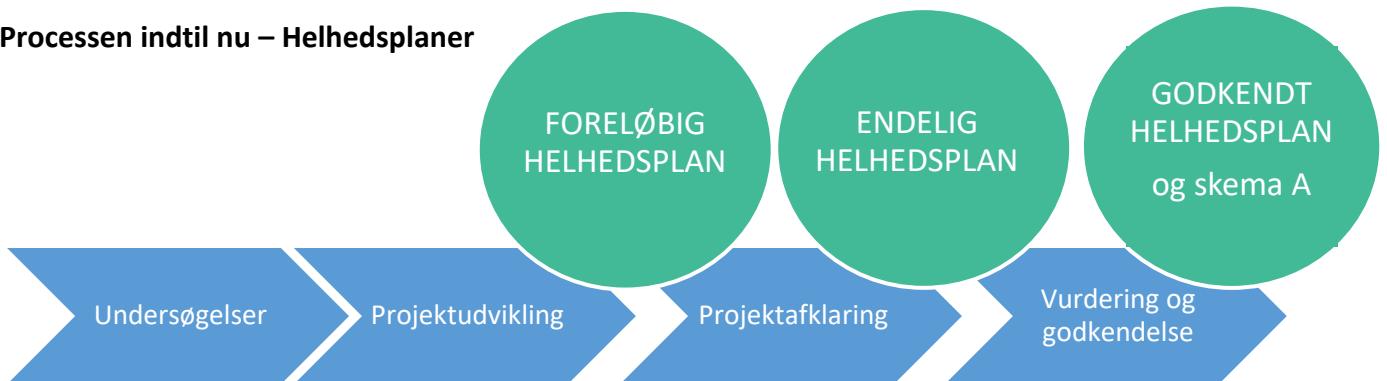 Processen indtil nu – Helhedsplaner
FORELØBIG
HELHEDSPLAN
ENDELIG
HELHEDSPLAN
GODKENDT
HELHEDSPLAN
og skema A
Undersøgelser
Projektudvikling
Projektafklaring
Vurdering og
godkendelse